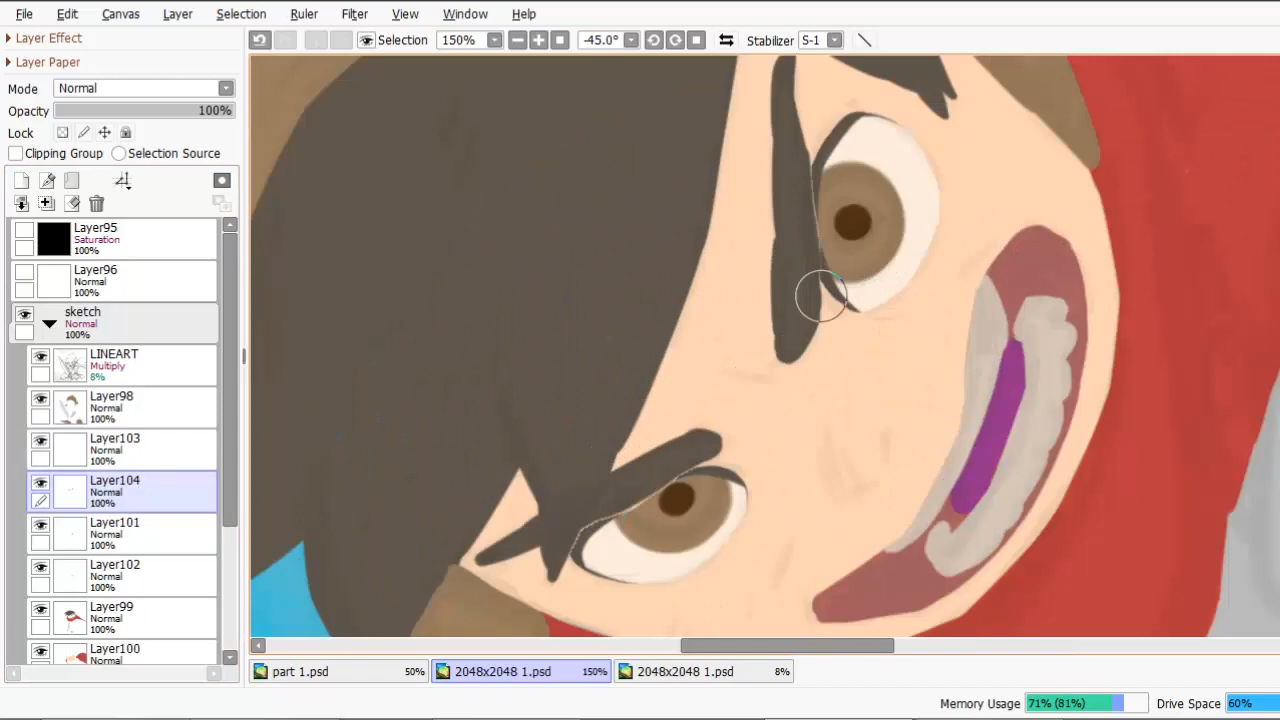 File Edit Canvas Layer Selection Ruler Filter View Window Help
Layer Effect
Selection 150% -45.0° Stabilizer S-1
Layer Paper
Mode Normal
Opacity 100%
Lock
Clipping Group Selection Source
Layer95
Saturation
100%
Layer96
Normal
100%
sketch
Normal
100%
LINEART
Multiply
8%
Layer98
Normal
100%
Layer103
Normal
100%
Layer104
Normal
100%
Layer101
Normal
100%
Layer102
Normal
100%
Layer99
Normal
100%
Layer100
Normal
part 1.psd 50% 2048x2048 1.psd 150% 2048x2048 1.psd 8%
Memory Usage 71% (81%) Drive Space 60%